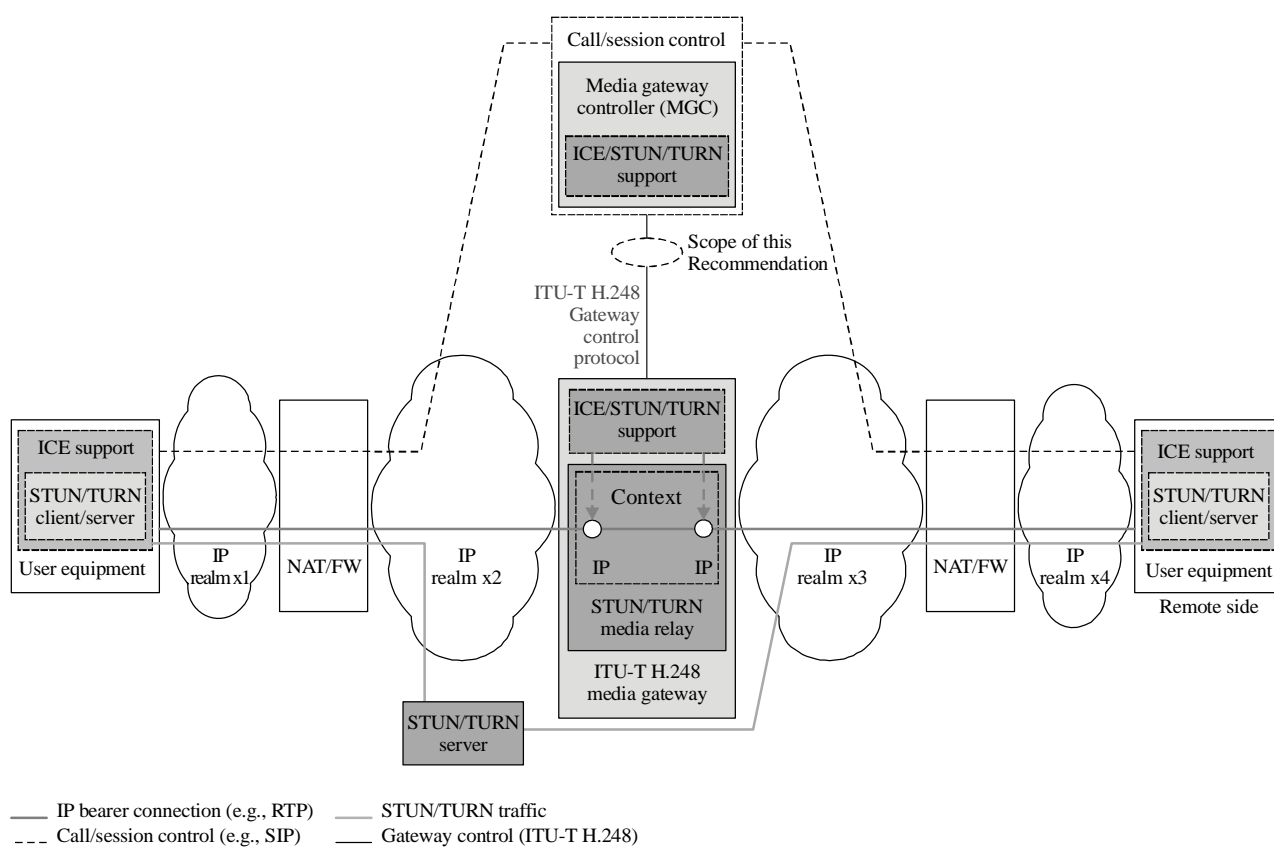 Call/session control
Media gateway
controller (MGC)
ICE/STUN/TURN
support
Scope of this
Recommendation
ITU-T H.248
Gateway
control
protocol
ICE support
STUN/TURN
client/server
User equipment
IP
realm x1
NAT/FW
IP
realm x2
ICE/STUN/TURN
support
Context
IP
IP
STUN/TURN
media relay
ITU-T H.248
media gateway
IP
realm x3
NAT/FW
IP
realm x4
ICE support
STUN/TURN
client/server
User equipment
Remote side
STUN/TURN
server
IP bearer connection (e.g., RTP)
STUN/TURN traffic
Call/session control (e.g., SIP)
Gateway control (ITU-T H.248)